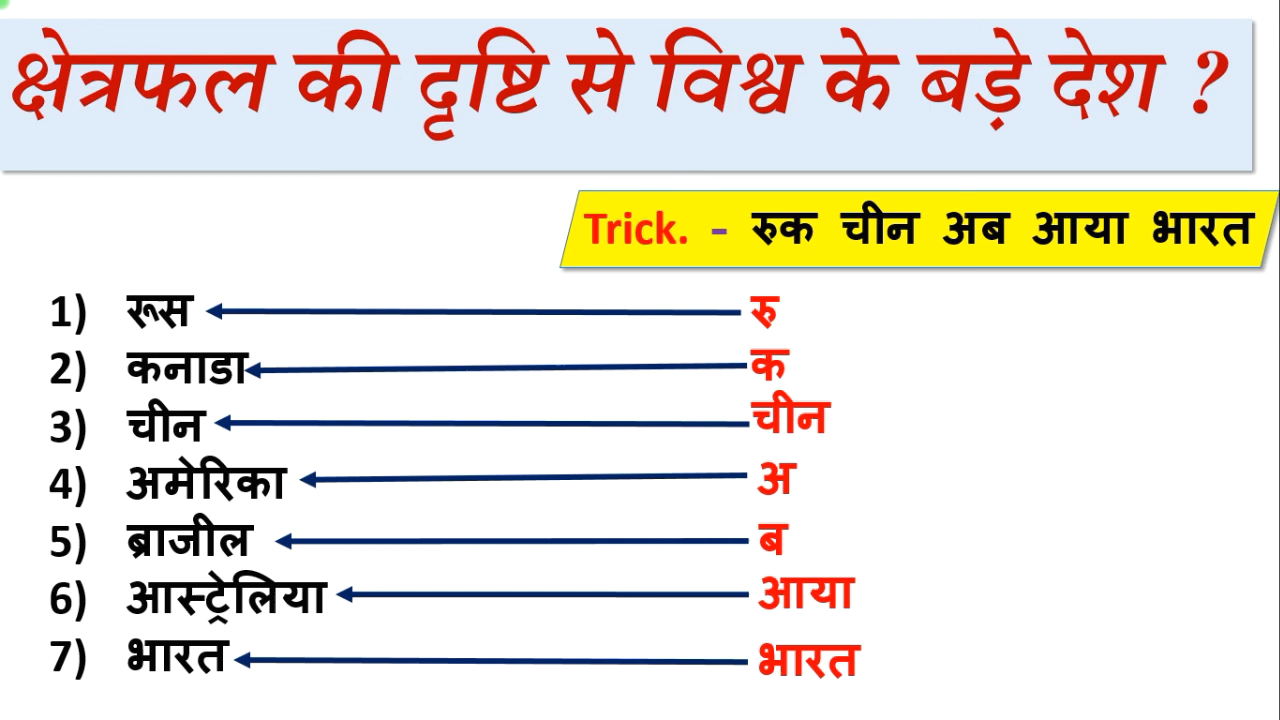 क्षेत्रफल की दृष्टि से विश्व के बड़े देश ?
Trick. - रुक चीन अब आया भारत
1) रूस रु
2) कनाडा क
3) चीन चीन
4) अमेरिका अ
5) ब्राजील ब
6) आस्ट्रेलिया आया
7) भारत भारत